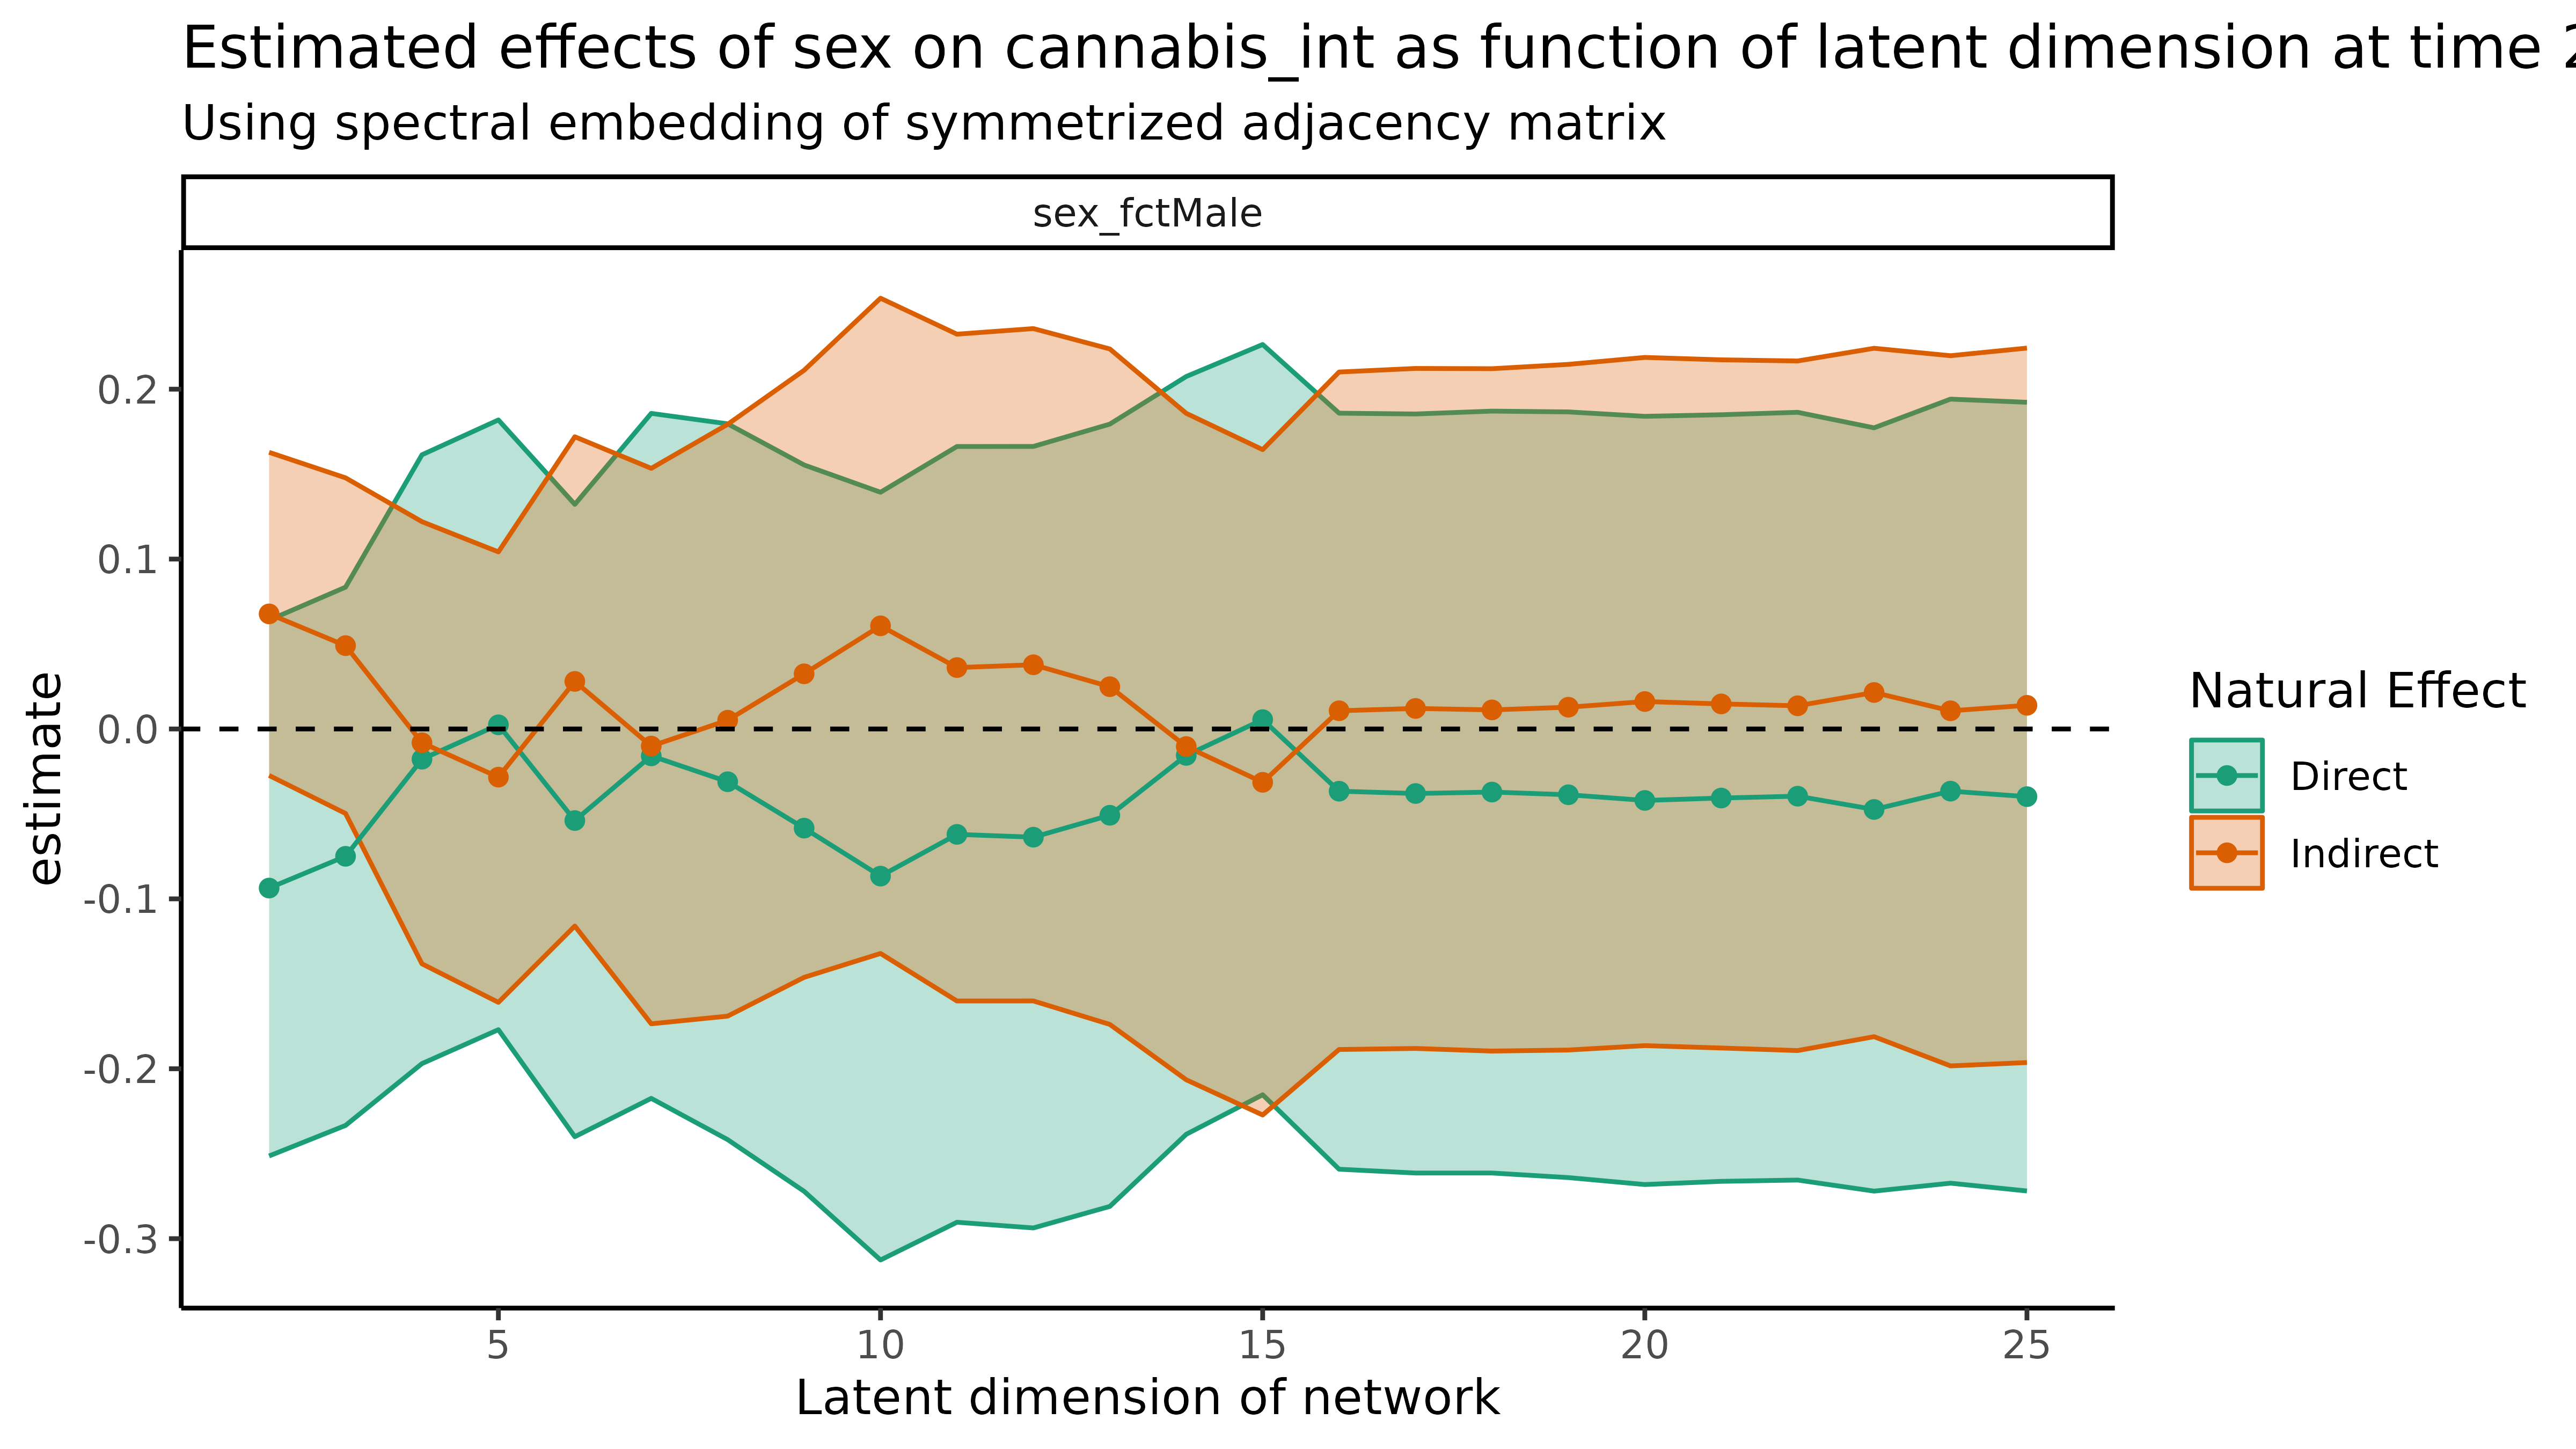 Estimated effects of sex on cannabis_int as function of latent dimension at time 2
Using spectral embedding of symmetrized adjacency matrix
sex_fctMale
0.2
0.1
0.0
-0.1
-0.2
-0.3
estimate
5 10 15 20 25
Latent dimension of network
Natural Effect
Direct
Indirect